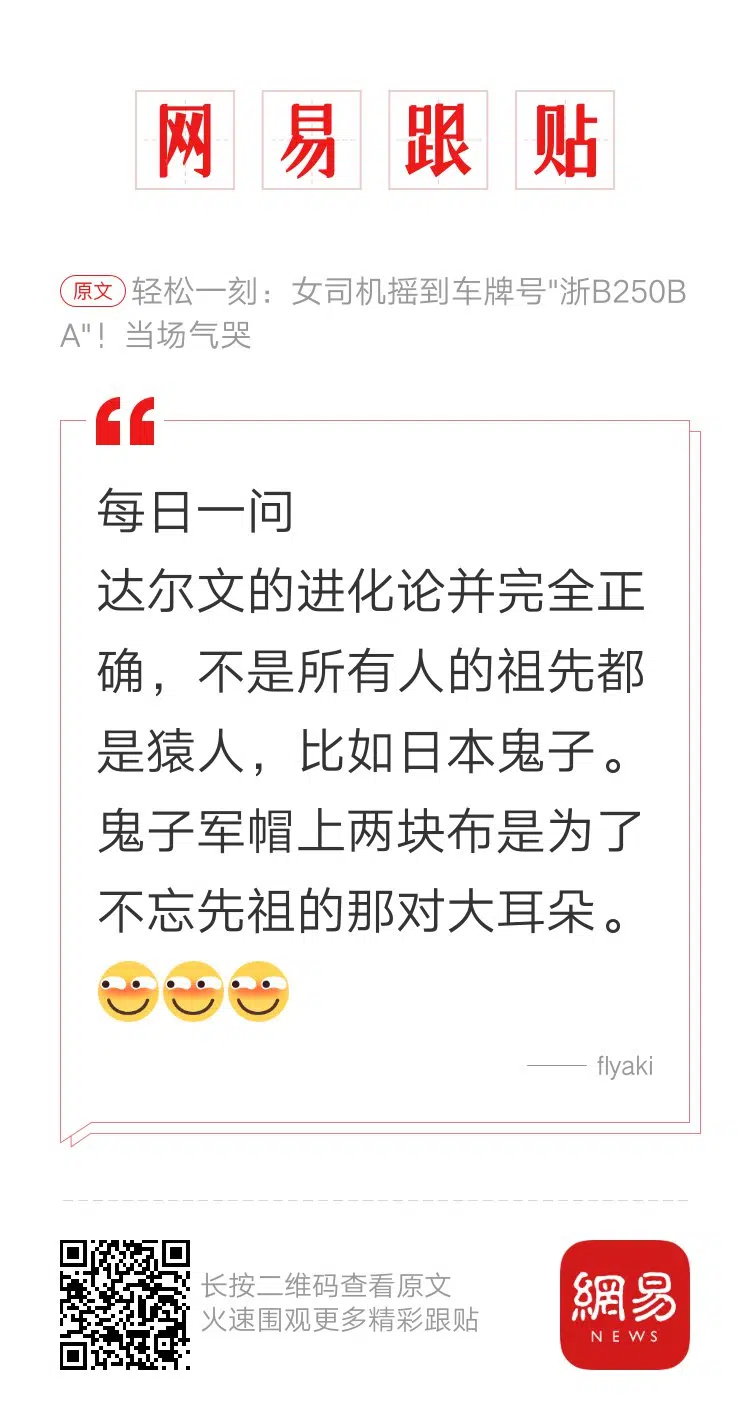 网易跟贴
原文 轻松一刻：女司机摇到车牌号"浙B250B
A"！当场气哭
每日一问
达尔文的进化论并完全正
确，不是所有人的祖先都
是猿人，比如日本鬼子。
鬼子军帽上两块布是为了
不忘先祖的那对大耳朵。
—— flyaki
长按二维码查看原文
火速围观更多精彩跟贴
網易
NEWS